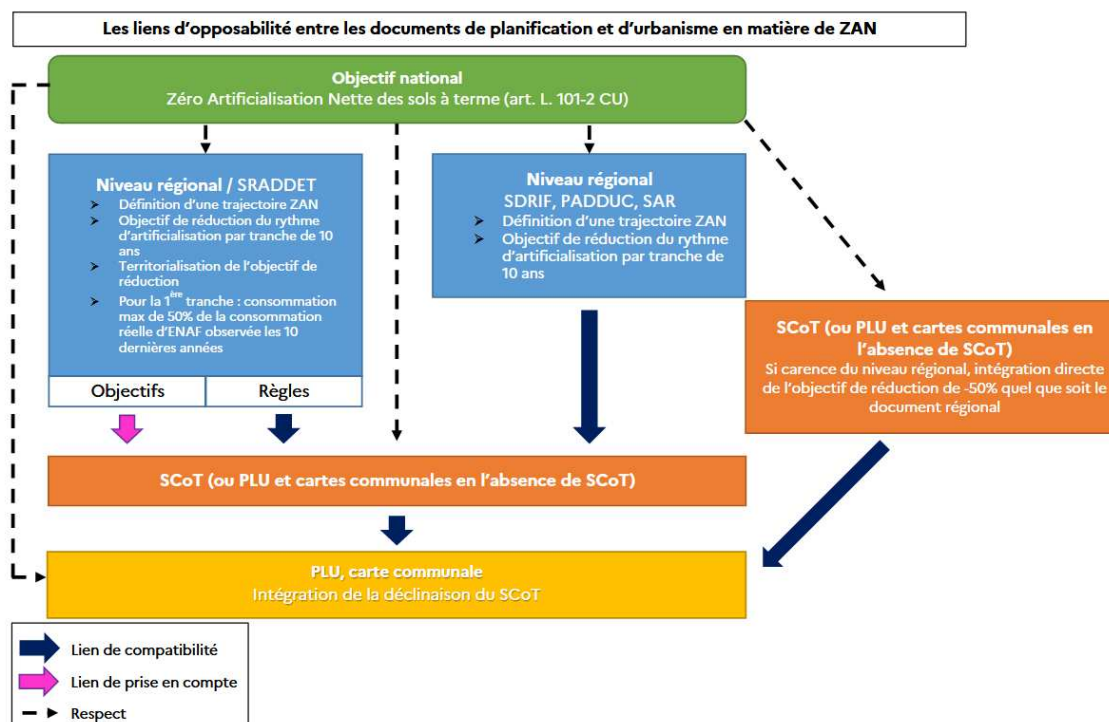 Les liens d'opposabilité entre les documents de planification et d'urbanisme en matière de ZAN
Objectif national
Zéro Artificialisation Nette des sols à terme (art. L. 101-2 CU)
Niveau régional / SRADDET
Définition d'une trajectoire ZAN
Objectif de réduction du rythme
d'artificialisation par tranche de 10
ans
Territorialisation de l'objectif de
réduction
Pour la 1ère tranche : consommation
max de 50% de la consommation
réelle d'ENAF observée les 10
dernières années
Objectifs
Règles
Niveau régional
SDRIF, PADDUC, SAR
Définition d'une trajectoire ZAN
Objectif de réduction du rythme
d'artificialisation par tranche de
10 ans
SCoT (ou PLU et cartes communales en
l'absence de SCoT)
Si carence du niveau régional, intégration directe
de l'objectif de réduction de -50% quel que soit le
document régional
SCoT (ou PLU et cartes communales en l'absence de SCoT)
PLU, carte communale
Intégration de la déclinaison du SCoT
Lien de compatibilité
Lien de prise en compte
Respect